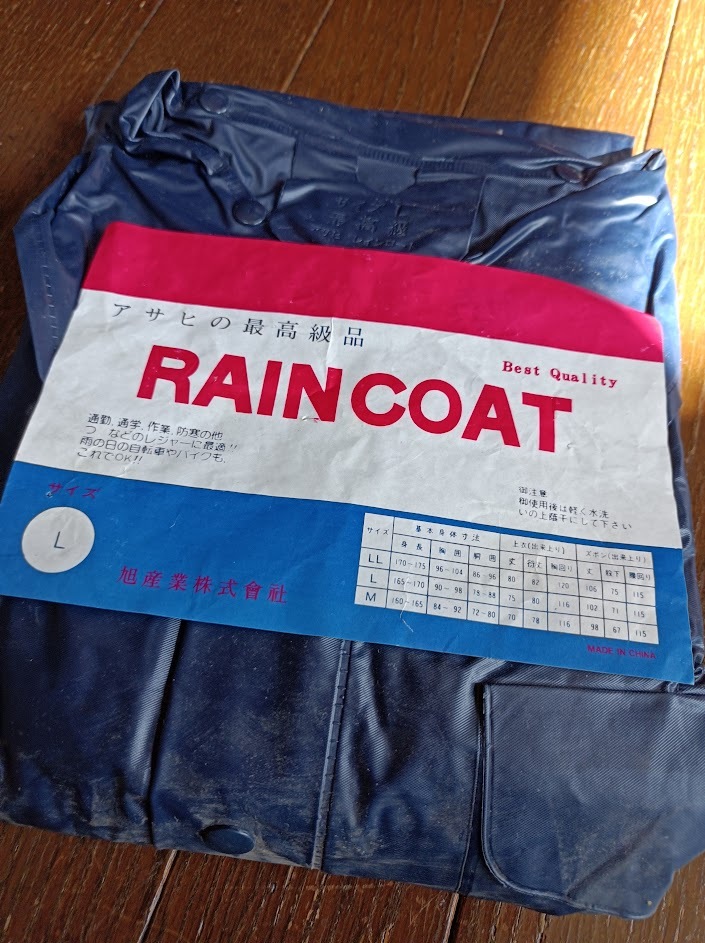 アサヒの最高級品
Best Quality
RAIN COAT
通勤、通学、作業、防寒の他
つ などのレジャーに最適!!
雨の日の自転車やバイクも、
これでOK!!
御注意
御使用後は軽く水洗
いの上蔭干にして下さい
サイズ
L
旭産業株式會社
サイズ 基本身体寸法 上衣(出来上り) ズボン(出来上り)
身長 胸囲 胴囲 丈 裄丈 胸回り 丈 股下 腰回り
LL 170~175 96~104 86~96 80 82 120 106 75 115
L 165~170 90~98 78~88 75 80 116 102 71 115
M 160~165 84~92 72~80 70 78 116 98 67 115
MADE IN CHINA